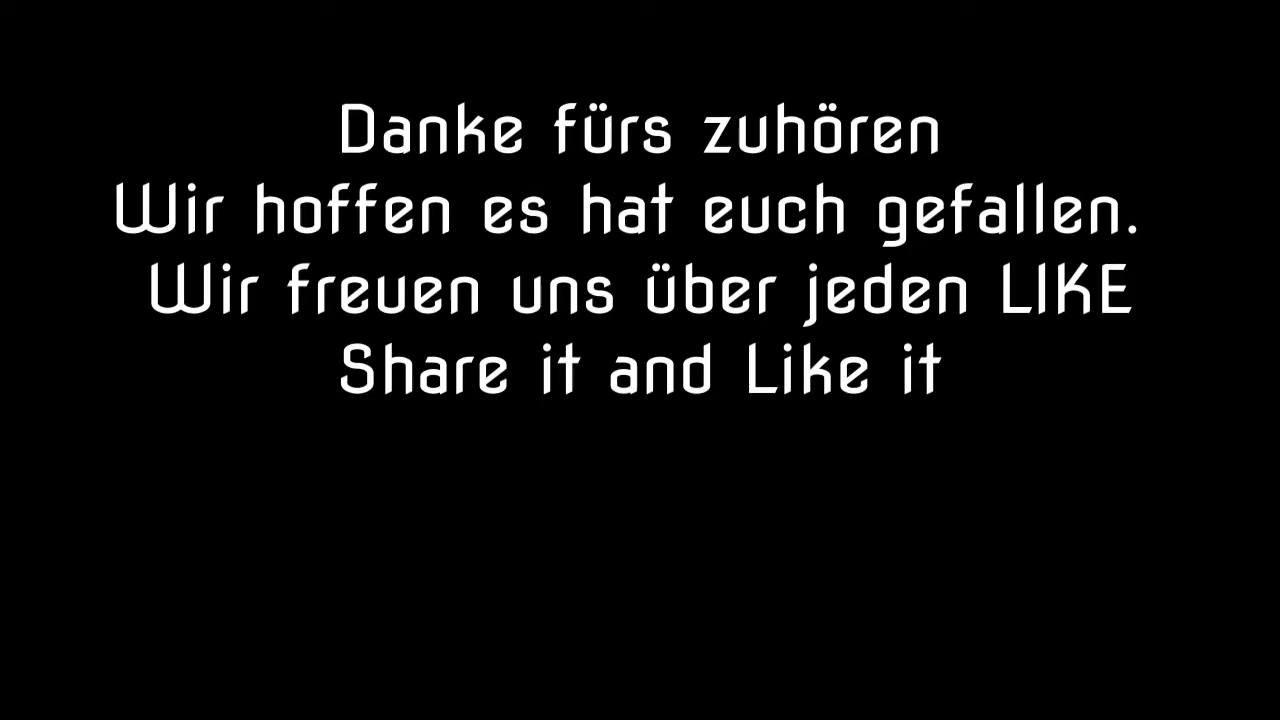 Danke fürs zuhören
Wir hoffen es hat euch gefallen.
Wir freuen uns über jeden LIKE
Share it and Like it